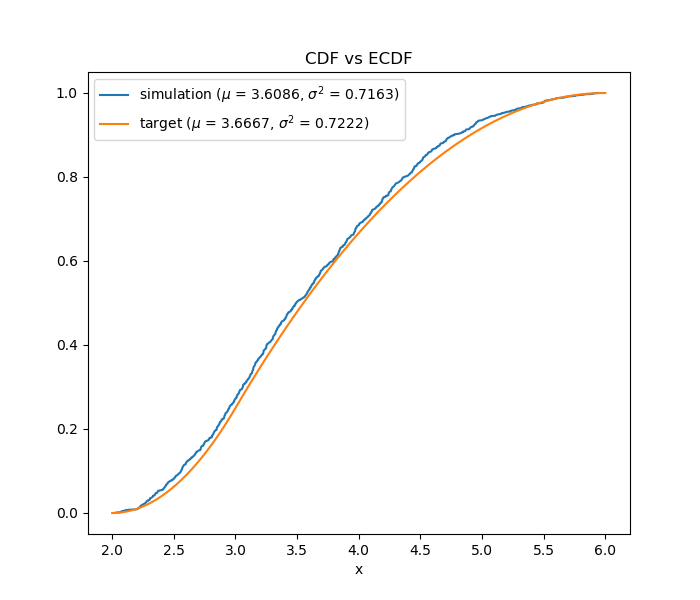 CDF vs ECDF
simulation (μ = 3.6086, σ² = 0.7163)
target (μ = 3.6667, σ² = 0.7222)
1.0
0.8
0.6
0.4
0.2
0.0
2.0 2.5 3.0 3.5 4.0 4.5 5.0 5.5 6.0
x